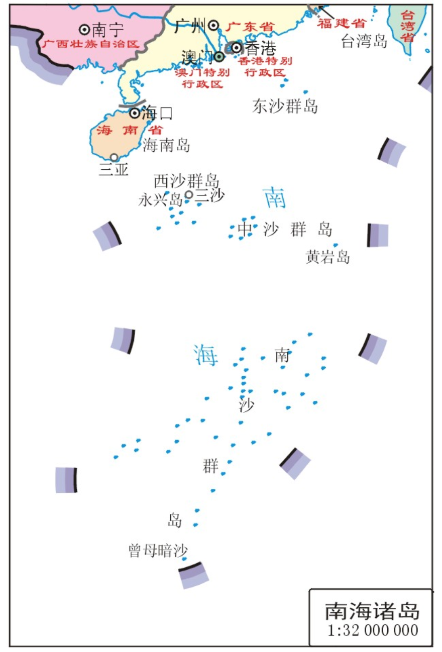 南宁
广西壮族自治区
广州
广东省
福建省
台湾省
台湾岛
澳门
香港
澳门特别
行政区
香港特别
行政区
东沙群岛
海口
海南省
海南岛
三亚
西沙群岛
永兴岛
三沙
南
中沙群岛
黄岩岛
海
南
沙
群
岛
曾母暗沙
南海诸岛
1:32 000 000